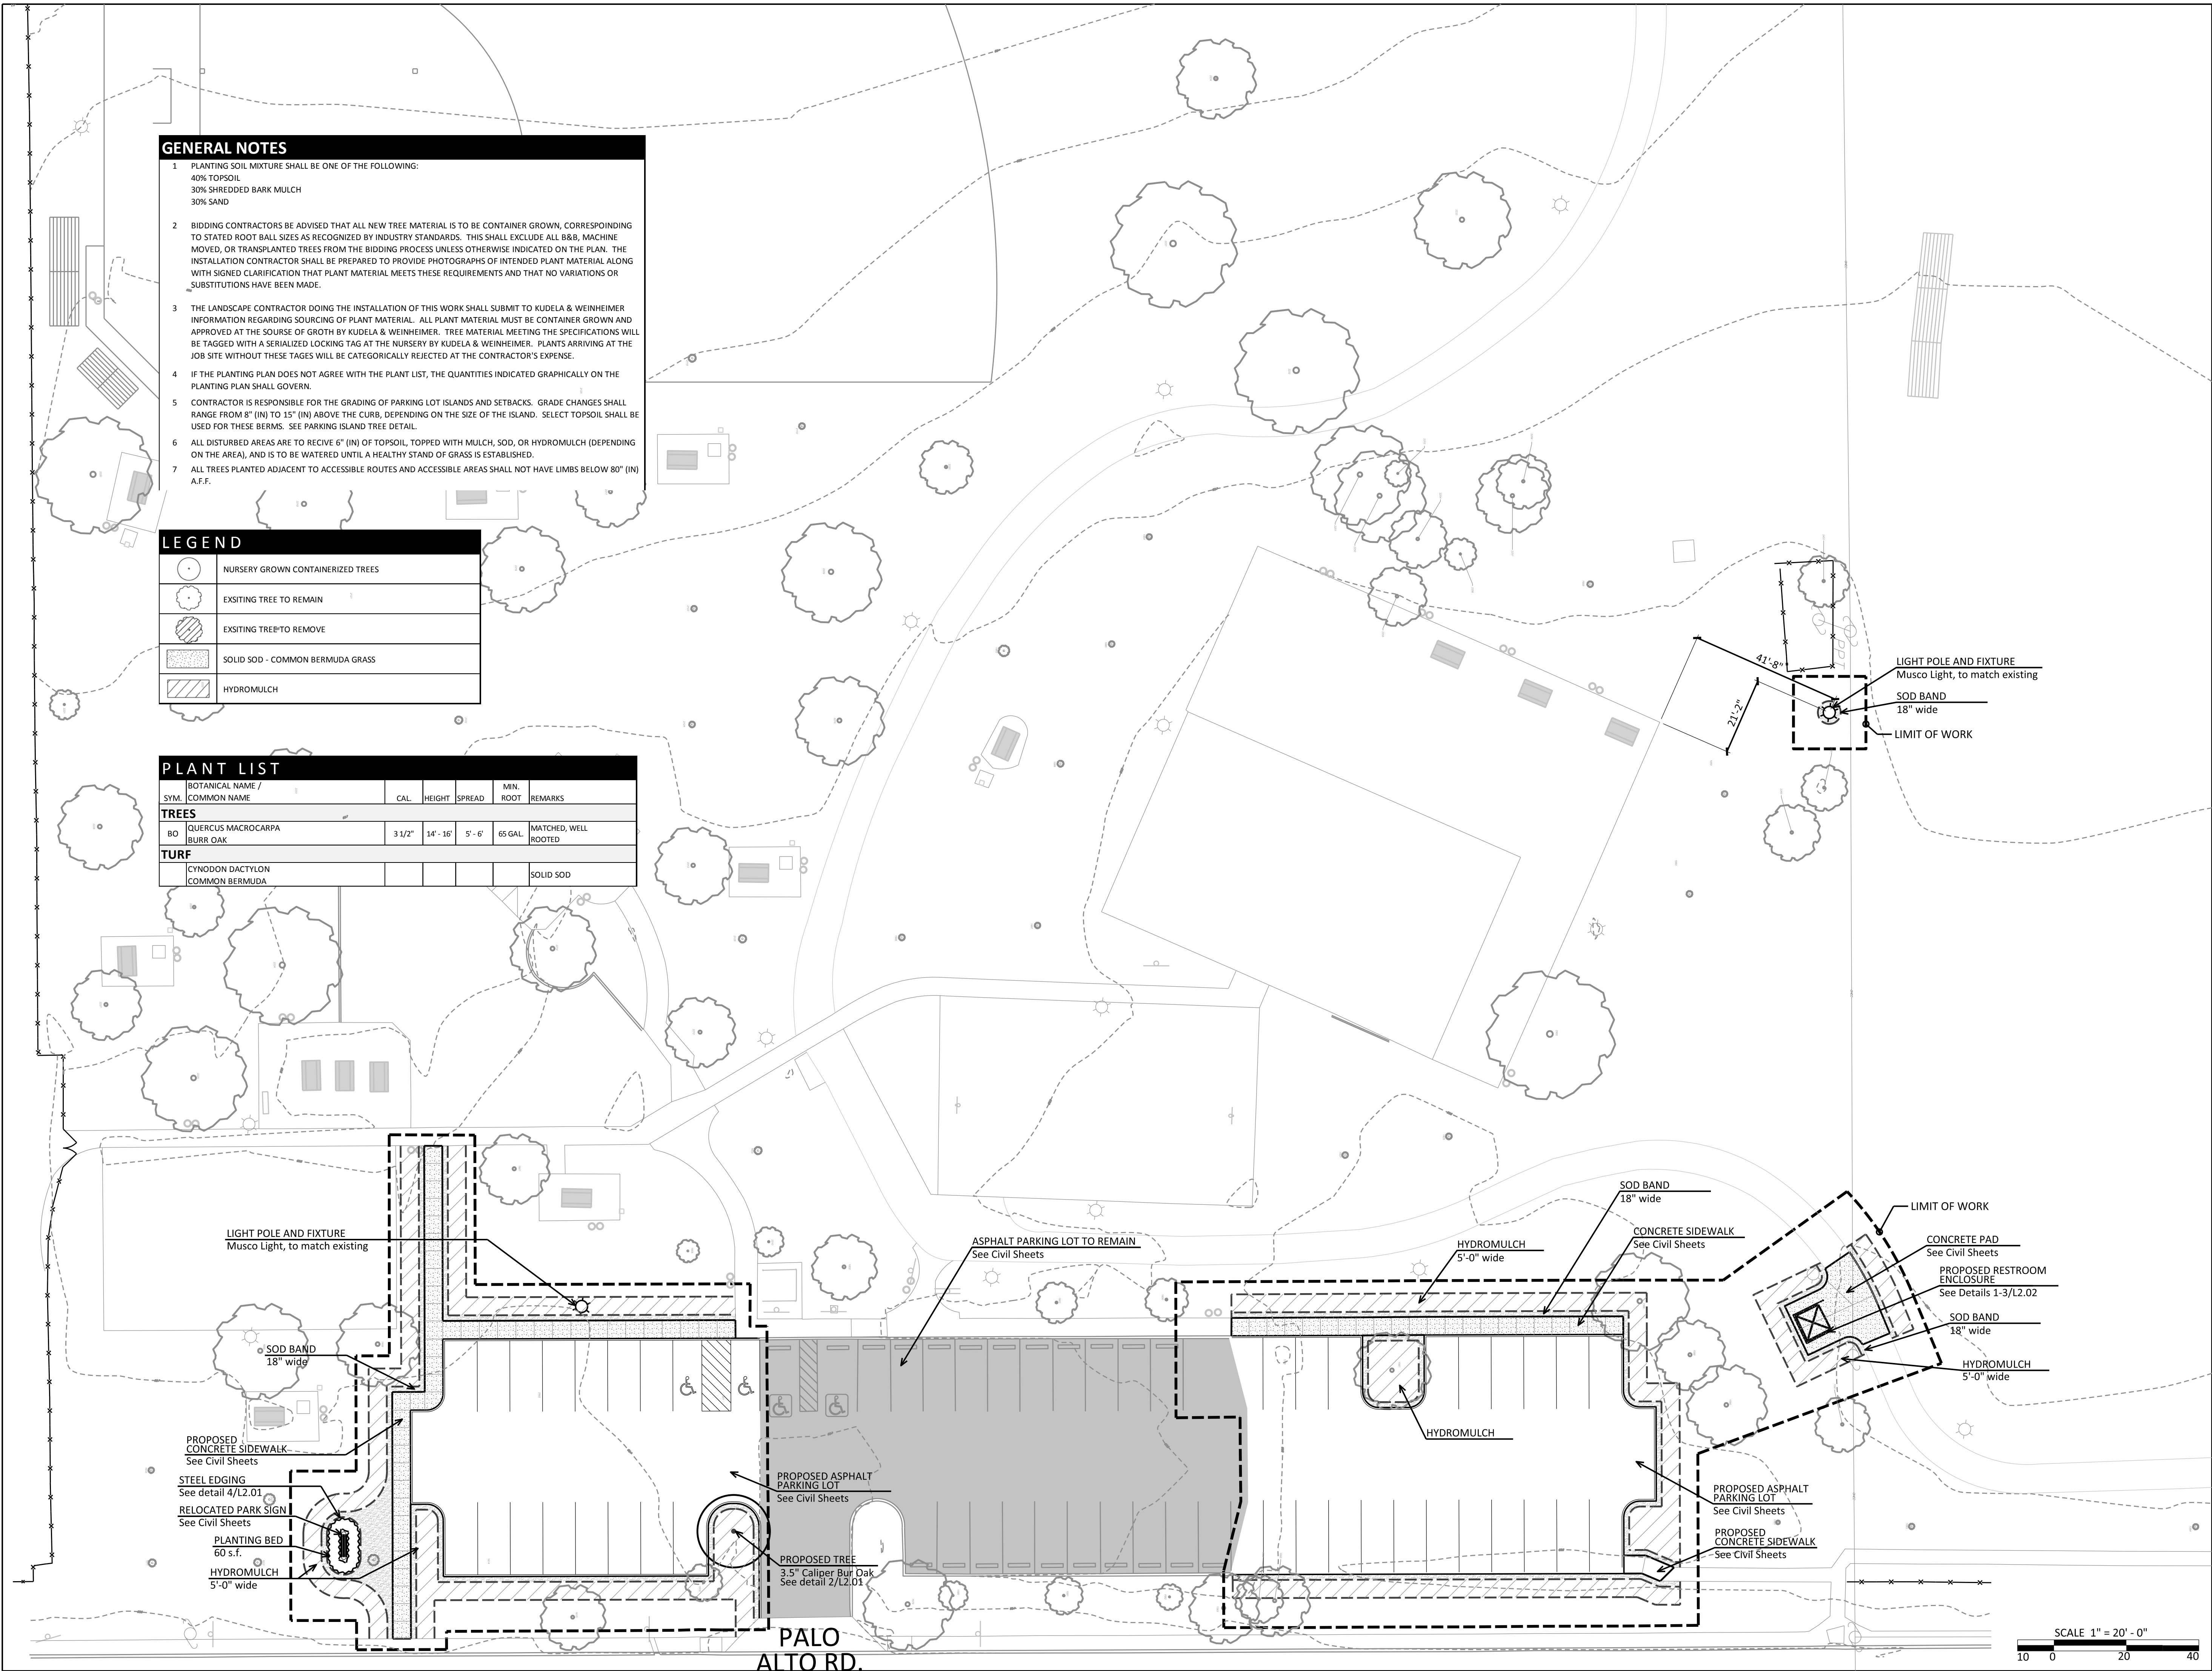 GENERAL NOTES
1 PLANTING SOIL MIXTURE SHALL BE ONE OF THE FOLLOWING:
40% TOPSOIL
30% SHREDDED BARK MULCH
30% SAND
2 BIDDING CONTRACTORS BE ADVISED THAT ALL NEW TREE MATERIAL IS TO BE CONTAINER GROWN, CORRESPOINDING
TO STATED ROOT BALL SIZES AS RECOGNIZED BY INDUSTRY STANDARDS. THIS SHALL EXCLUDE ALL B&B, MACHINE
MOVED, OR TRANSPLANTED TREES FROM THE BIDDING PROCESS UNLESS OTHERWISE INDICATED ON THE PLAN. THE
INSTALLATION CONTRACTOR SHALL BE PREPARED TO PROVIDE PHOTOGRAPHS OF INTENDED PLANT MATERIAL ALONG
WITH SIGNED CLARIFICATION THAT PLANT MATERIAL MEETS THESE REQUIREMENTS AND THAT NO VARIATIONS OR
SUBSTITUTIONS HAVE BEEN MADE.
3 THE LANDSCAPE CONTRACTOR DOING THE INSTALLATION OF THIS WORK SHALL SUBMIT TO KUDELA & WEINHEIMER
INFORMATION REGARDING SOURCING OF PLANT MATERIAL. ALL PLANT MATERIAL MUST BE CONTAINER GROWN AND
APPROVED AT THE SOURSE OF GROTH BY KUDELA & WEINHEIMER. TREE MATERIAL MEETING THE SPECIFICATIONS WILL
BE TAGGED WITH A SERIALIZED LOCKING TAG AT THE NURSERY BY KUDELA & WEINHEIMER. PLANTS ARRIVING AT THE
JOB SITE WITHOUT THESE TAGES WILL BE CATEGORICALLY REJECTED AT THE CONTRACTOR'S EXPENSE.
4 IF THE PLANTING PLAN DOES NOT AGREE WITH THE PLANT LIST, THE QUANTITIES INDICATED GRAPHICALLY ON THE
PLANTING PLAN SHALL GOVERN.
5 CONTRACTOR IS RESPONSIBLE FOR THE GRADING OF PARKING LOT ISLANDS AND SETBACKS. GRADE CHANGES SHALL
RANGE FROM 8" (IN) TO 15" (IN) ABOVE THE CURB, DEPENDING ON THE SIZE OF THE ISLAND. SELECT TOPSOIL SHALL BE
USED FOR THESE BERMS. SEE PARKING ISLAND TREE DETAIL.
6 ALL DISTURBED AREAS ARE TO RECIVE 6" (IN) OF TOPSOIL, TOPPED WITH MULCH, SOD, OR HYDROMULCH (DEPENDING
ON THE AREA), AND IS TO BE WATERED UNTIL A HEALTHY STAND OF GRASS IS ESTABLISHED.
7 ALL TREES PLANTED ADJACENT TO ACCESSIBLE ROUTES AND ACCESSIBLE AREAS SHALL NOT HAVE LIMBS BELOW 80" (IN)
A.F.F.
LEGEND
NURSERY GROWN CONTAINERIZED TREES
EXSITING TREE TO REMAIN
EXSITING TREE TO REMOVE
SOLID SOD - COMMON BERMUDA GRASS
HYDROMULCH
PLANT LIST
SYM. BOTANICAL NAME / COMMON NAME CAL. HEIGHT SPREAD MIN. ROOT REMARKS
TREES
BO QUERCUS MACROCARPA BURR OAK 3 1/2" 14' - 16' 5' - 6' 65 GAL. MATCHED, WELL ROOTED
TURF
CYNODON DACTYLON COMMON BERMUDA SOLID SOD
41'-8"
21'-2"
LIGHT POLE AND FIXTURE
Musco Light, to match existing
SOD BAND
18" wide
LIMIT OF WORK
LIGHT POLE AND FIXTURE
Musco Light, to match existing
SOD BAND
18" wide
PROPOSED
CONCRETE SIDEWALK
See Civil Sheets
STEEL EDGING
See detail 4/L2.01
RELOCATED PARK SIGN
See Civil Sheets
PLANTING BED
60 s.f.
HYDROMULCH
5'-0" wide
ASPHALT PARKING LOT TO REMAIN
See Civil Sheets
PROPOSED ASPHALT
PARKING LOT
See Civil Sheets
PROPOSED TREE
3.5" Caliper Bur Oak
See detail 2/L2.01
SOD BAND
18" wide
CONCRETE SIDEWALK
See Civil Sheets
HYDROMULCH
5'-0" wide
HYDROMULCH
LIMIT OF WORK
CONCRETE PAD
See Civil Sheets
PROPOSED RESTROOM
ENCLOSURE
See Details 1-3/L2.02
SOD BAND
18" wide
HYDROMULCH
5'-0" wide
PROPOSED ASPHALT
PARKING LOT
See Civil Sheets
PROPOSED
CONCRETE SIDEWALK
See Civil Sheets
PALO
ALTO RD.
SCALE 1" = 20' - 0"
10 0 20 40